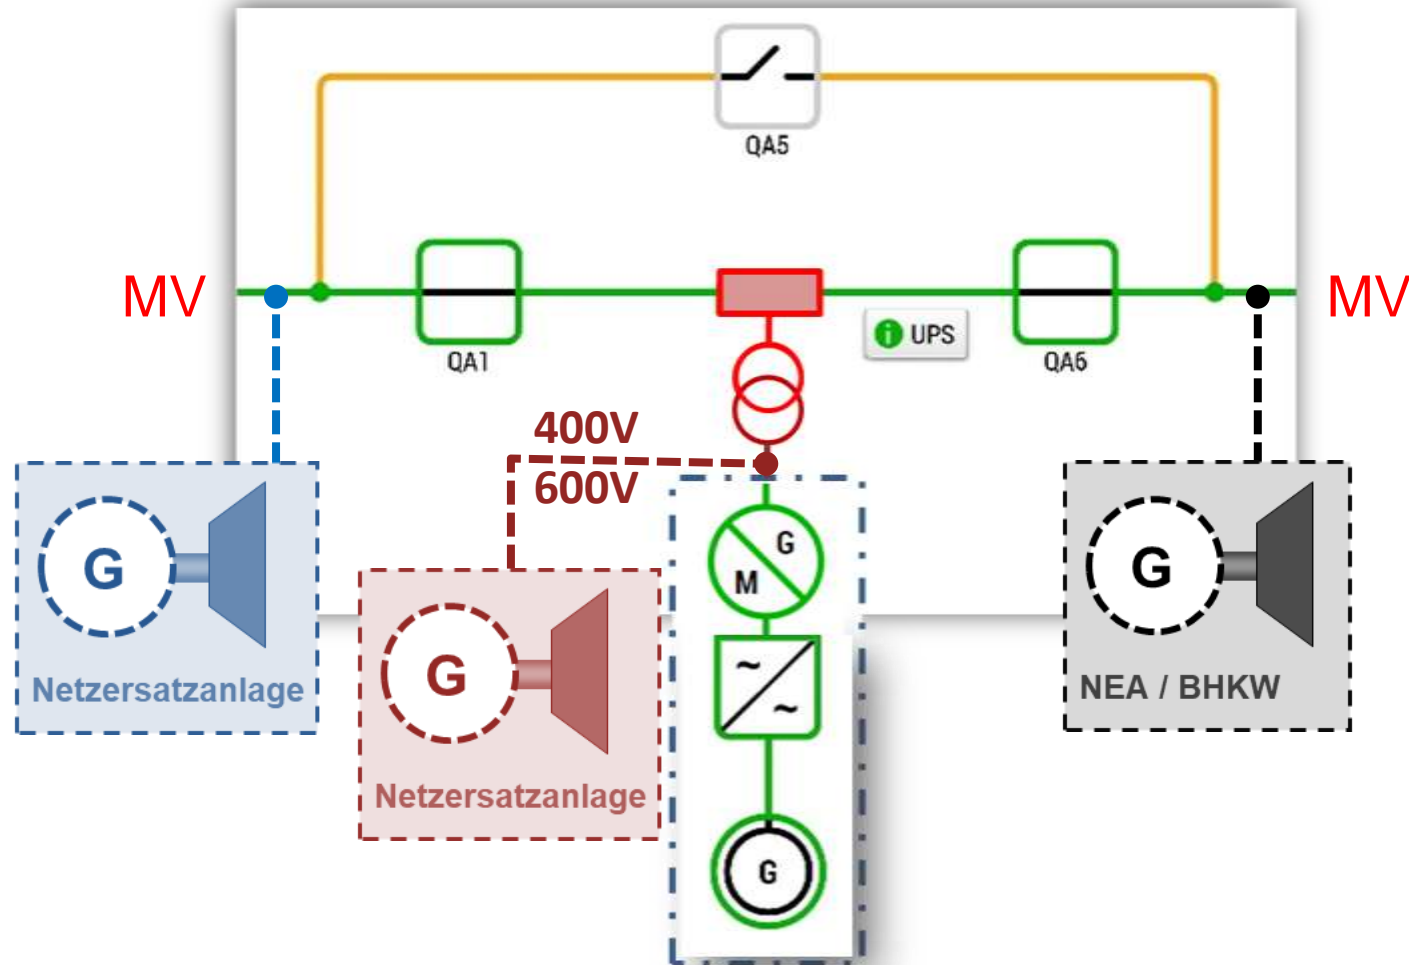 QA5
MV
MV
QA1
i UPS
QA6
400V
600V
G
M
G
Netzersatzanlage
G
Netzersatzanlage
G
NEA / BHKW
~
~
G